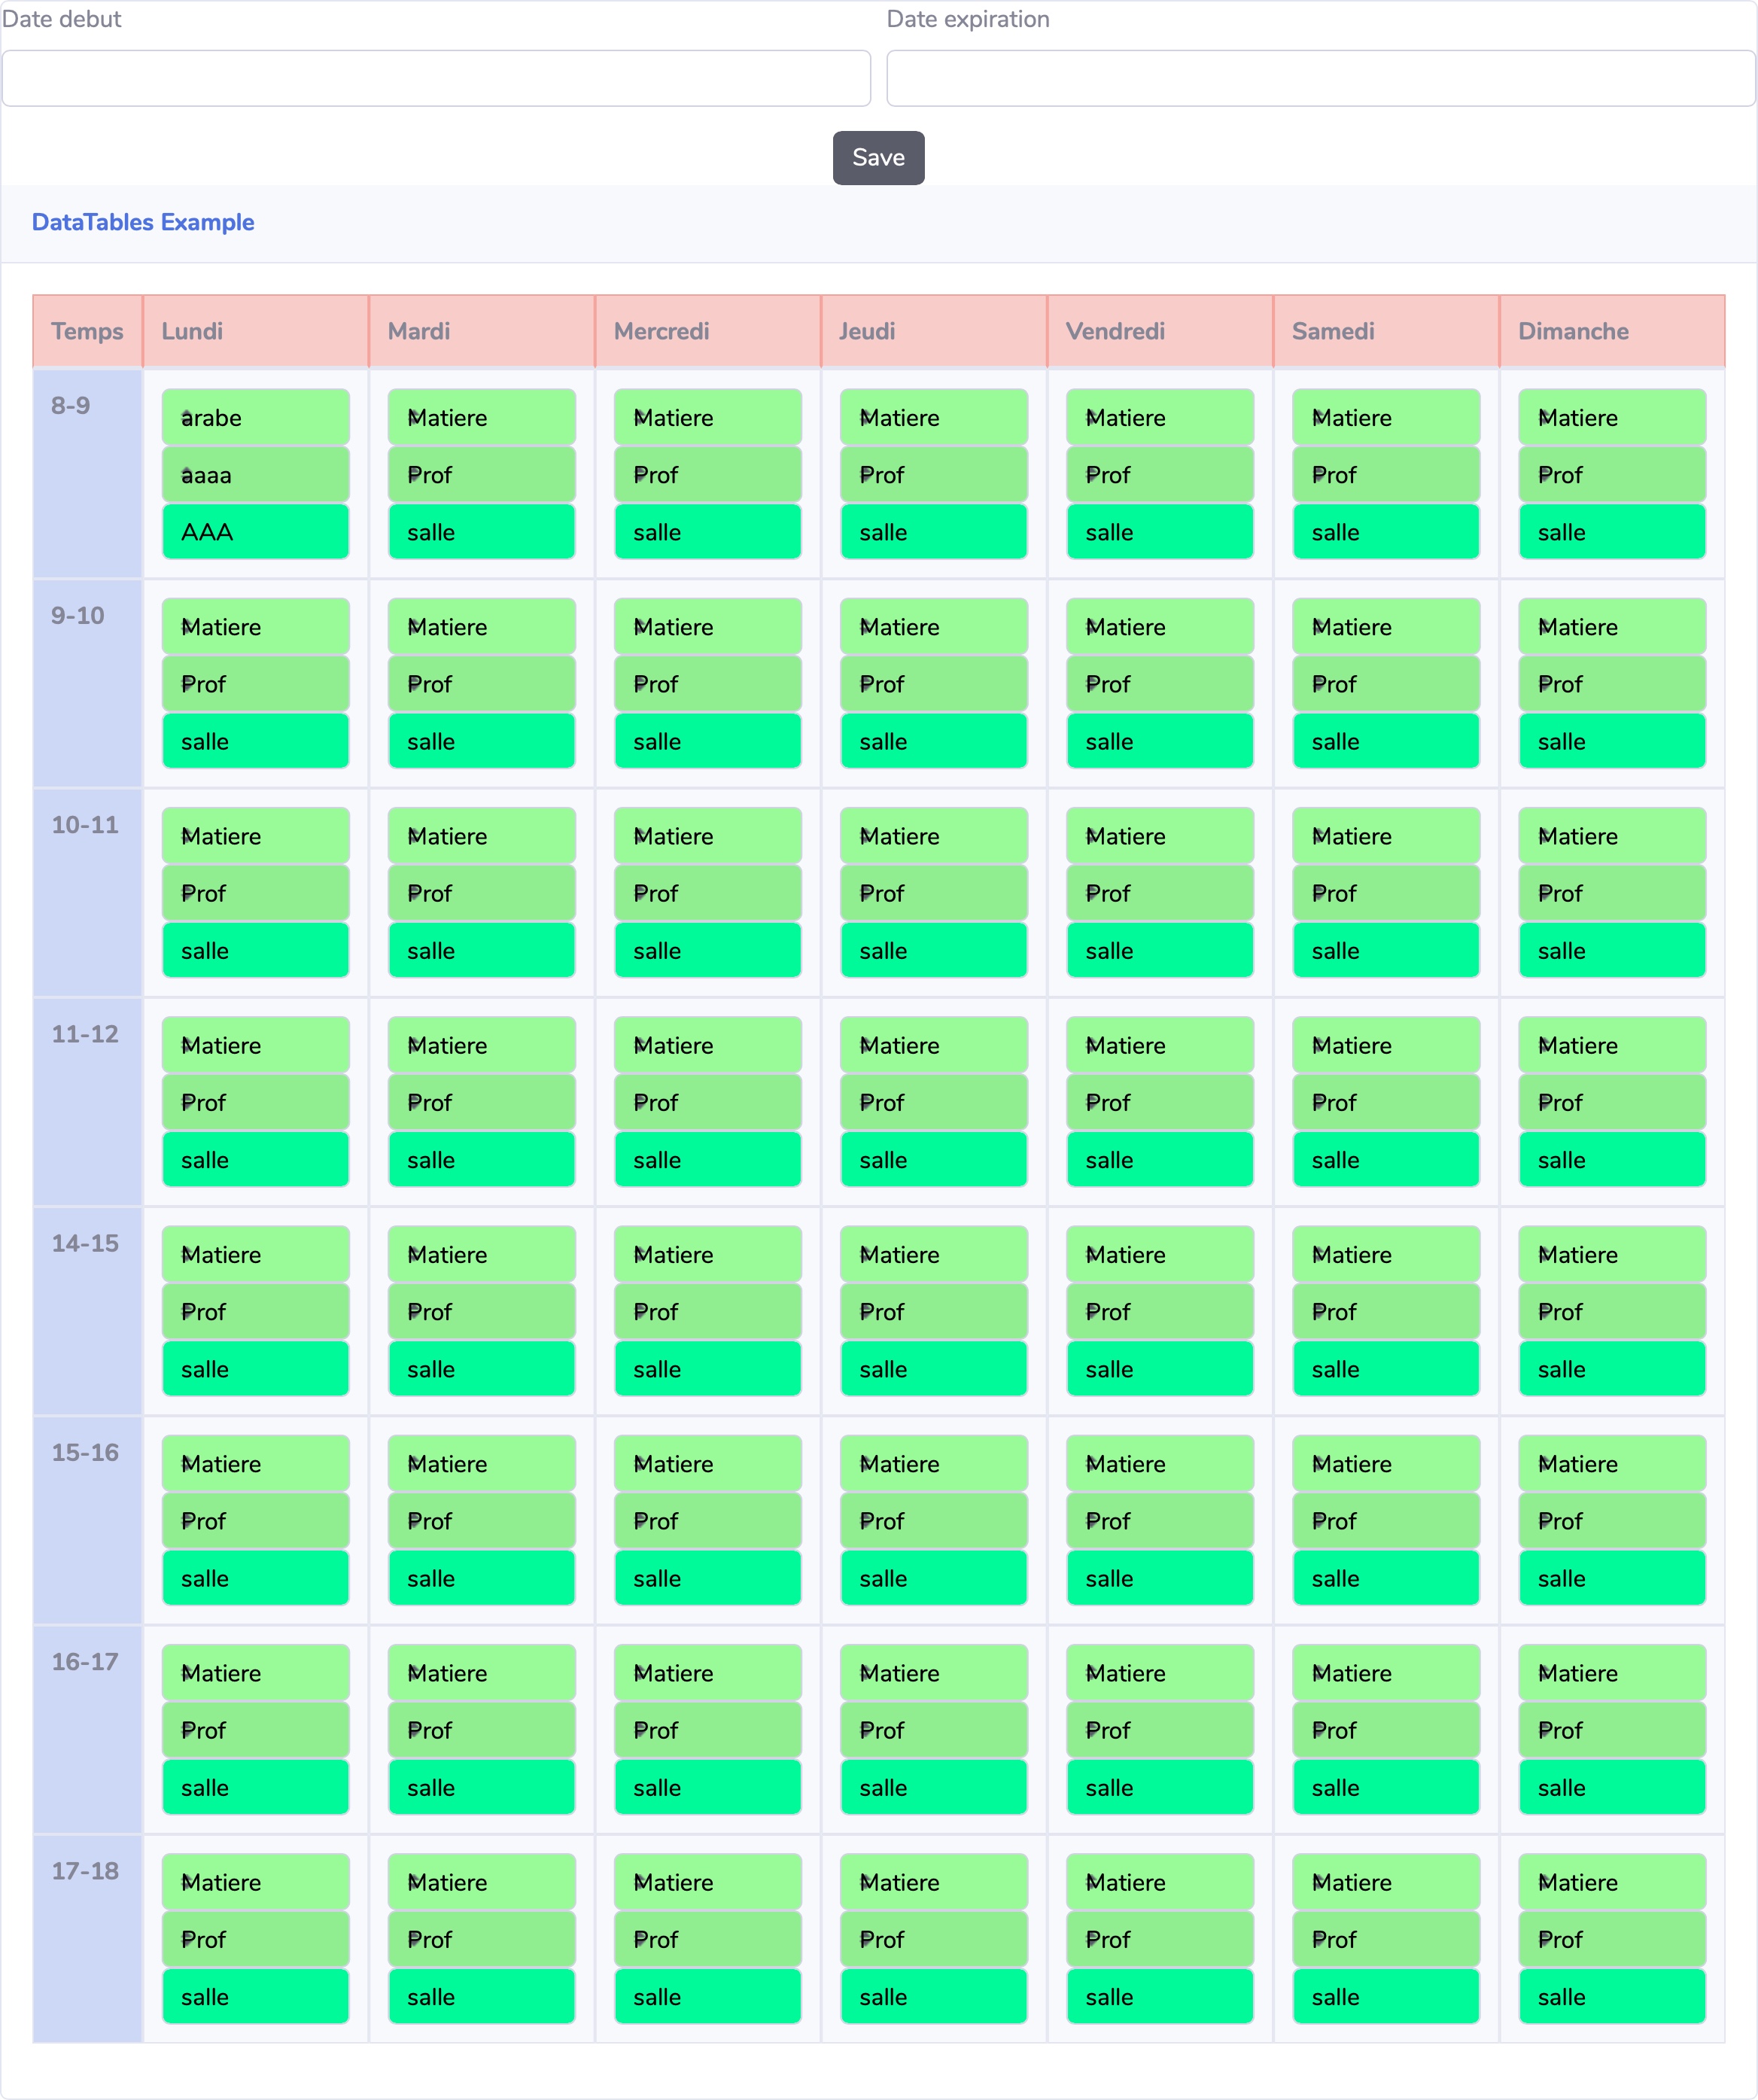 Date debut Date expiration
Save
DataTables Example
Temps Lundi Mardi Mercredi Jeudi Vendredi Samedi Dimanche
8-9 arabe Matiere Matiere Matiere Matiere Matiere Matiere
aaaa Prof Prof Prof Prof Prof Prof
AAA salle salle salle salle salle salle
9-10 Matiere Matiere Matiere Matiere Matiere Matiere Matiere
Prof Prof Prof Prof Prof Prof Prof
salle salle salle salle salle salle salle
10-11 Matiere Matiere Matiere Matiere Matiere Matiere Matiere
Prof Prof Prof Prof Prof Prof Prof
salle salle salle salle salle salle salle
11-12 Matiere Matiere Matiere Matiere Matiere Matiere Matiere
Prof Prof Prof Prof Prof Prof Prof
salle salle salle salle salle salle salle
14-15 Matiere Matiere Matiere Matiere Matiere Matiere Matiere
Prof Prof Prof Prof Prof Prof Prof
salle salle salle salle salle salle salle
15-16 Matiere Matiere Matiere Matiere Matiere Matiere Matiere
Prof Prof Prof Prof Prof Prof Prof
salle salle salle salle salle salle salle
16-17 Matiere Matiere Matiere Matiere Matiere Matiere Matiere
Prof Prof Prof Prof Prof Prof Prof
salle salle salle salle salle salle salle
17-18 Matiere Matiere Matiere Matiere Matiere Matiere Matiere
Prof Prof Prof Prof Prof Prof Prof
salle salle salle salle salle salle salle